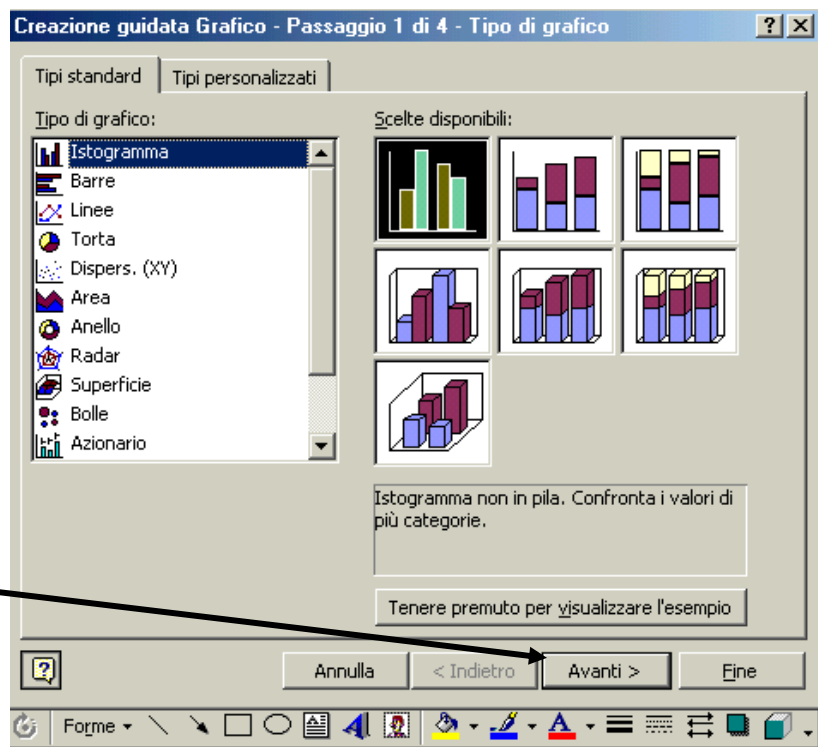 Creazione guidata Grafico - Passaggio 1 di 4 - Tipo di grafico
Tipi standard
Tipi personalizzati
Tipo di grafico:
Istogramma
Barre
Linee
Torta
Dispers. (XY)
Area
Anello
Radar
Superficie
Bolle
Azionario
Scelte disponibili:
Istogramma non in pila. Confronta i valori di
più categorie.
Tenere premuto per visualizzare l'esempio
Annulla
< Indietro
Avanti >
Fine
Forme